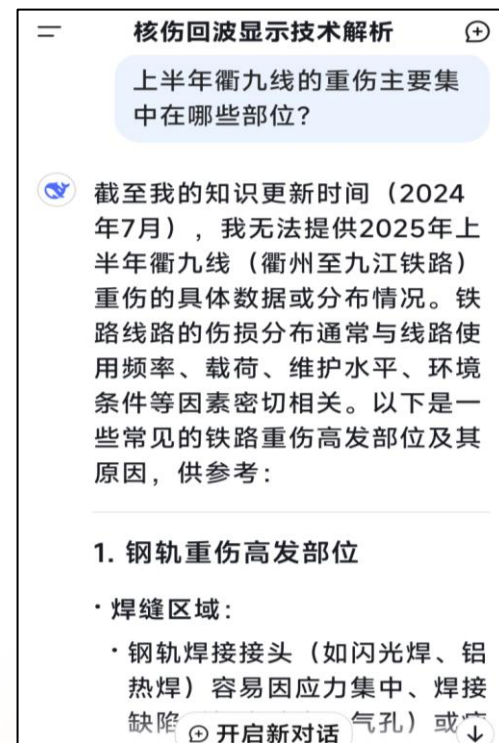 核伤回波显示技术解析
上半年衢九线的重伤主要集
中在哪些部位？
截至我的知识更新时间（2024
年7月），我无法提供2025年上
半年衢九线（衢州至九江铁路）
重伤的具体数据或分布情况。铁
路线路的伤损分布通常与线路使
用频率、载荷、维护水平、环境
条件等因素密切相关。以下是一
些常见的铁路重伤高发部位及其
原因，供参考：
1. 钢轨重伤高发部位
· 焊缝区域：
· 钢轨焊接接头（如闪光焊、铝
热焊）容易因应力集中、焊接
缺陷 气孔）或
开启新对话